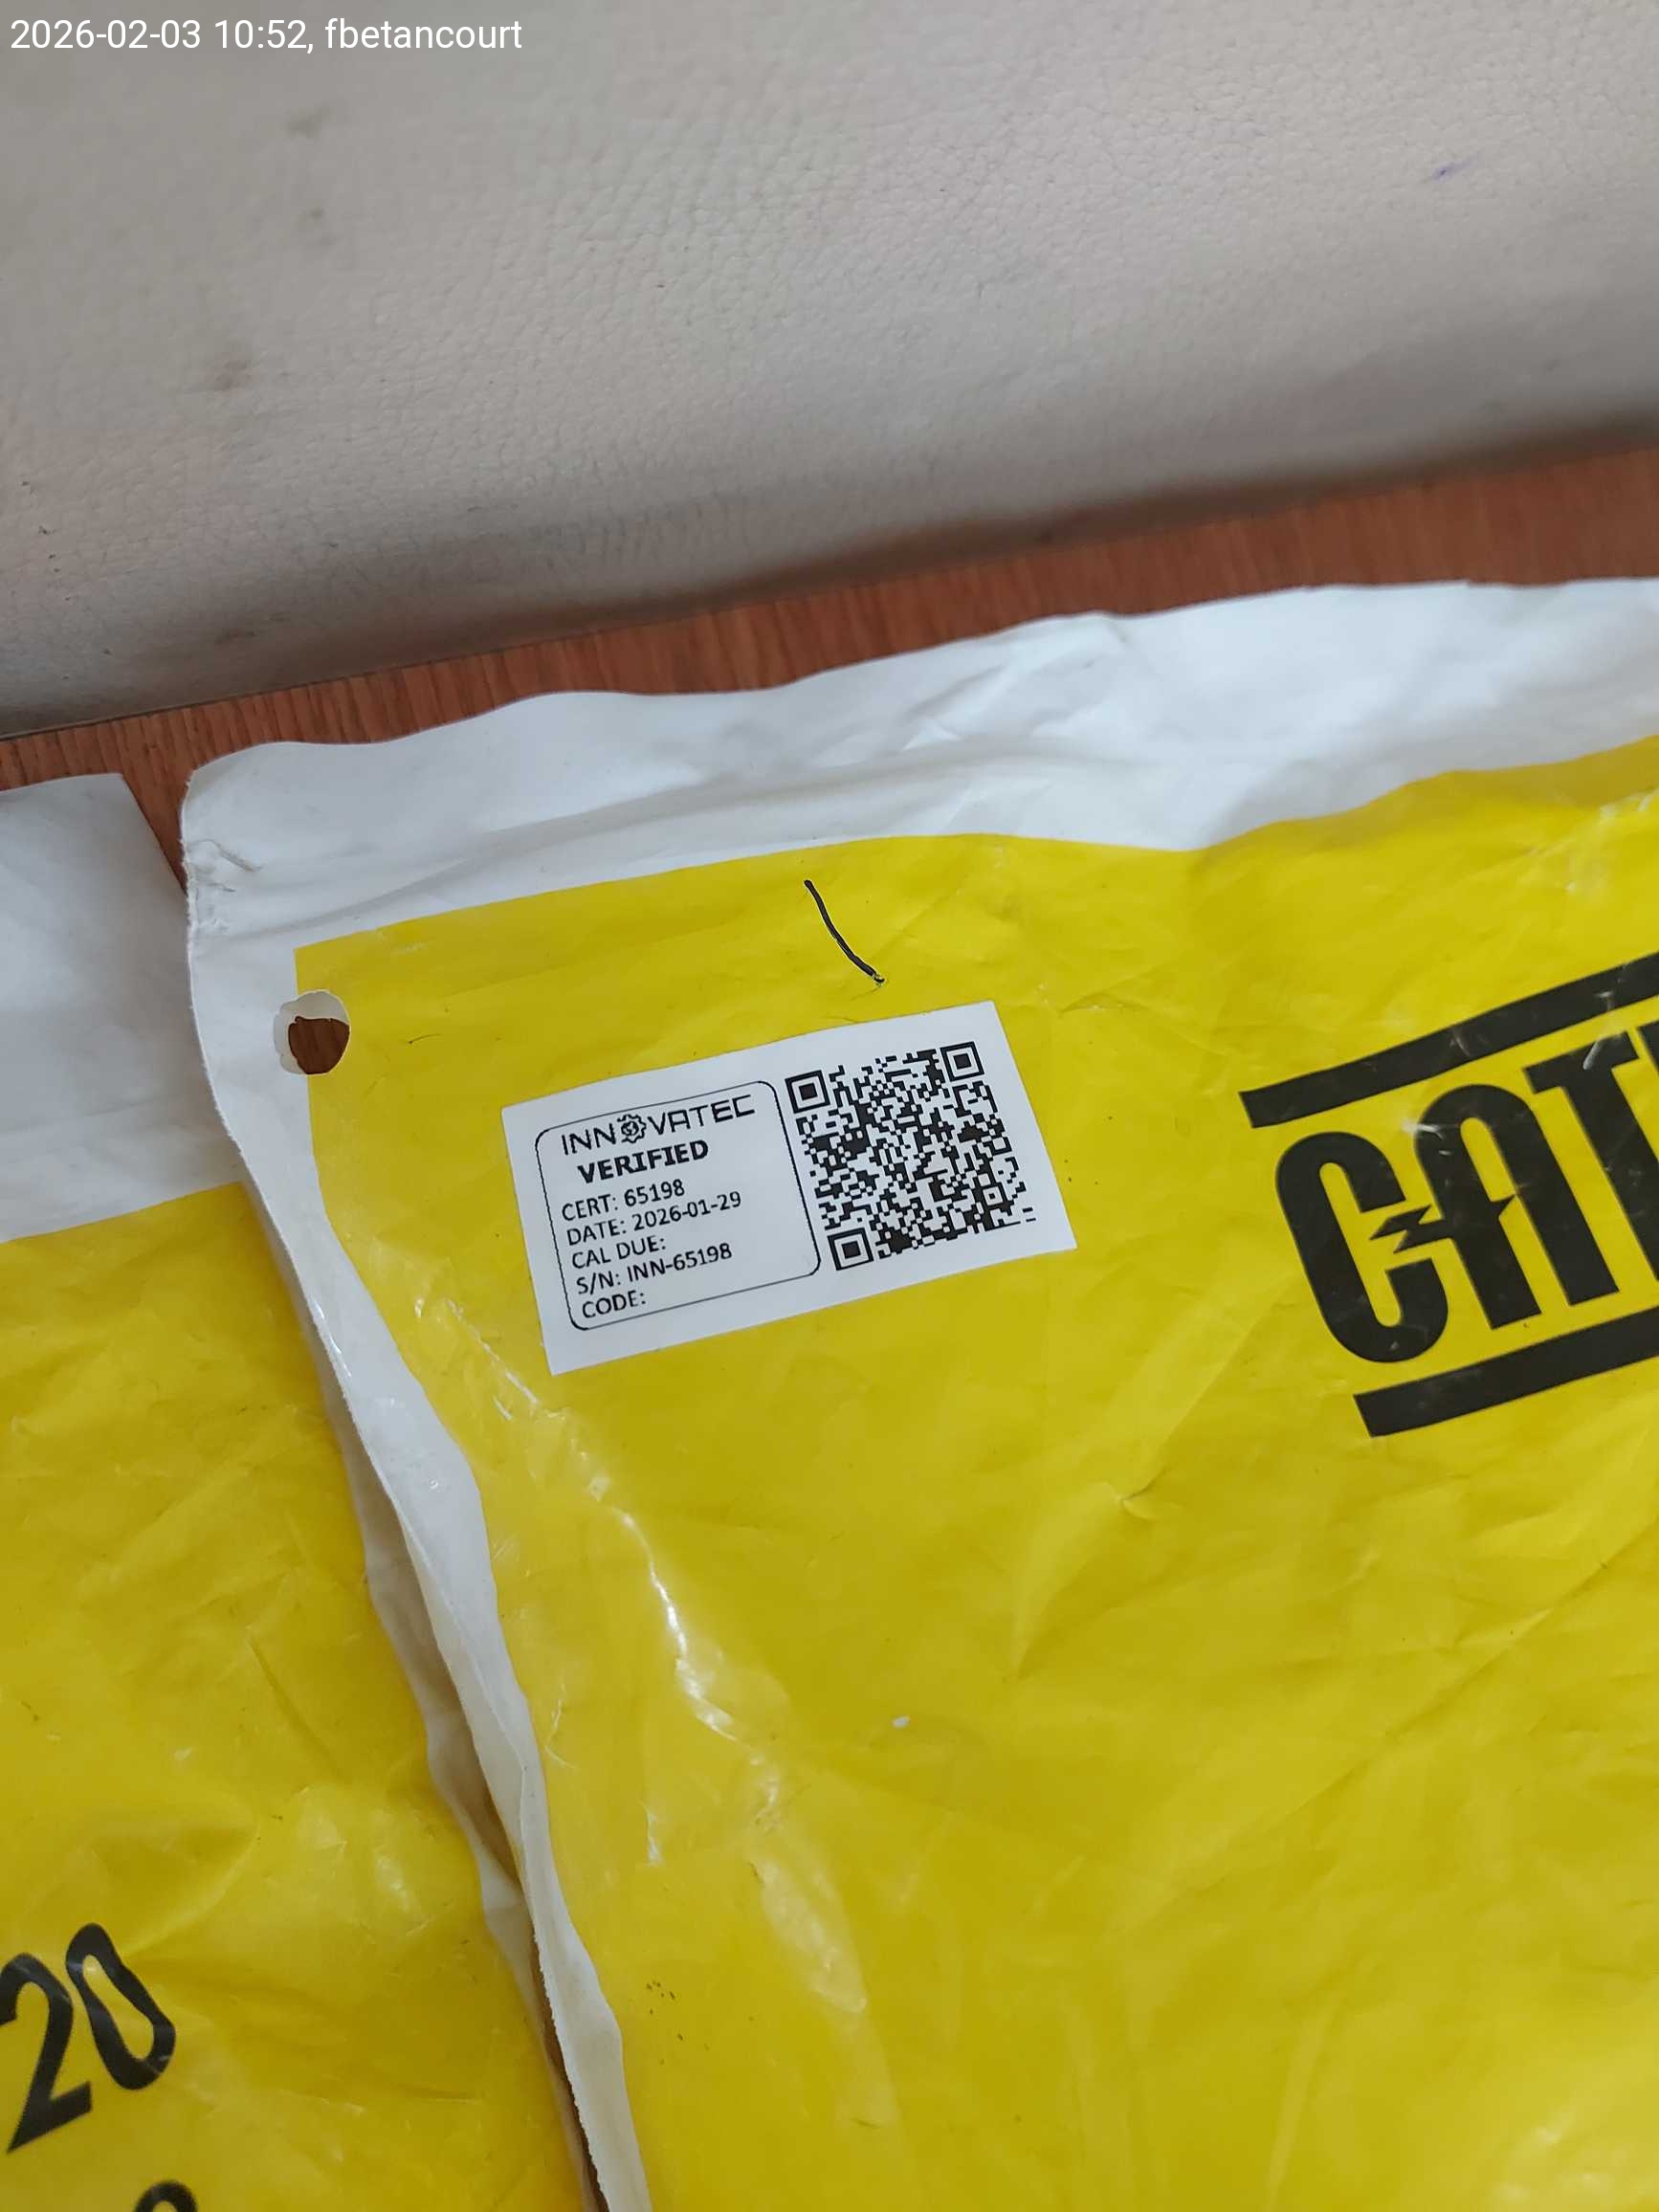 2026-02-03 10:52, fbetancourt
INNOVATEC
VERIFIED
CERT: 65198
DATE: 2026-01-29
CAL DUE:
S/N: INN-65198
CODE:
20